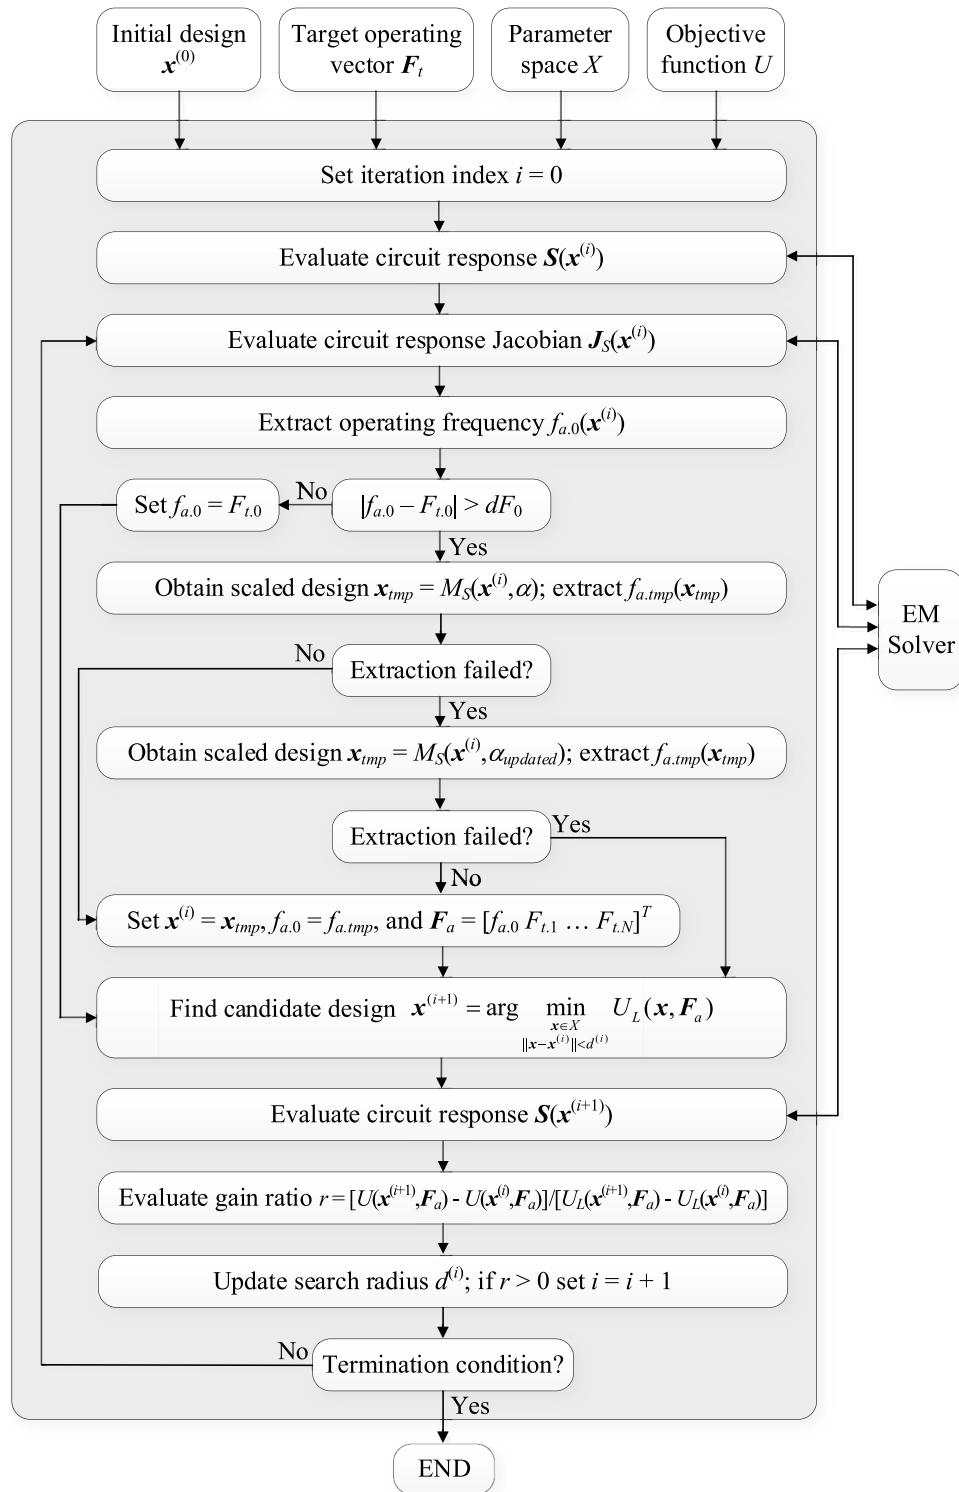 Initial design
x^(0)
Target operating
vector F_t
Parameter
space X
Objective
function U
Set iteration index i = 0
Evaluate circuit response S(x^(i))
Evaluate circuit response Jacobian J_S(x^(i))
Extract operating frequency f_a.0(x^(i))
Set f_a.0 = F_t.0
No
|f_a.0 – F_t.0| > dF_0
Yes
Obtain scaled design x_tmp = M_S(x^(i),α); extract f_a.tmp(x_tmp)
EM
Solver
No
Extraction failed?
Yes
Obtain scaled design x_tmp = M_S(x^(i),α_updated); extract f_a.tmp(x_tmp)
Extraction failed?
Yes
No
Set x^(i) = x_tmp, f_a.0 = f_a.tmp, and F_a = [f_a.0 F_t.1 … F_t.N]^T
Find candidate design x^(i+1) = arg min U_L(x, F_a)
x∈X
||x−x^(i)||<d^(i)
Evaluate circuit response S(x^(i+1))
Evaluate gain ratio r = [U(x^(i+1),F_a) - U(x^(i),F_a)]/[U_L(x^(i+1),F_a) - U_L(x^(i),F_a)]
Update search radius d^(i); if r > 0 set i = i + 1
No
Termination condition?
Yes
END